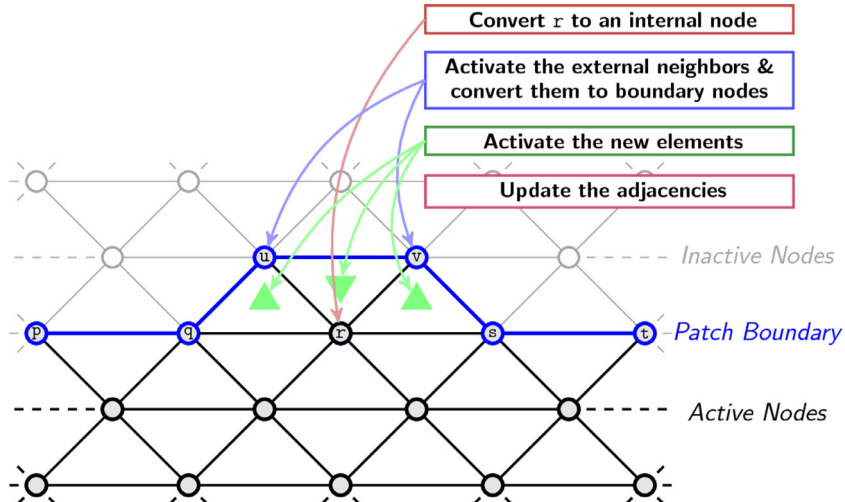 Convert r to an internal node
Activate the external neighbors &
convert them to boundary nodes
Activate the new elements
Update the adjacencies
u v
Inactive Nodes
p q r s t
Patch Boundary
Active Nodes